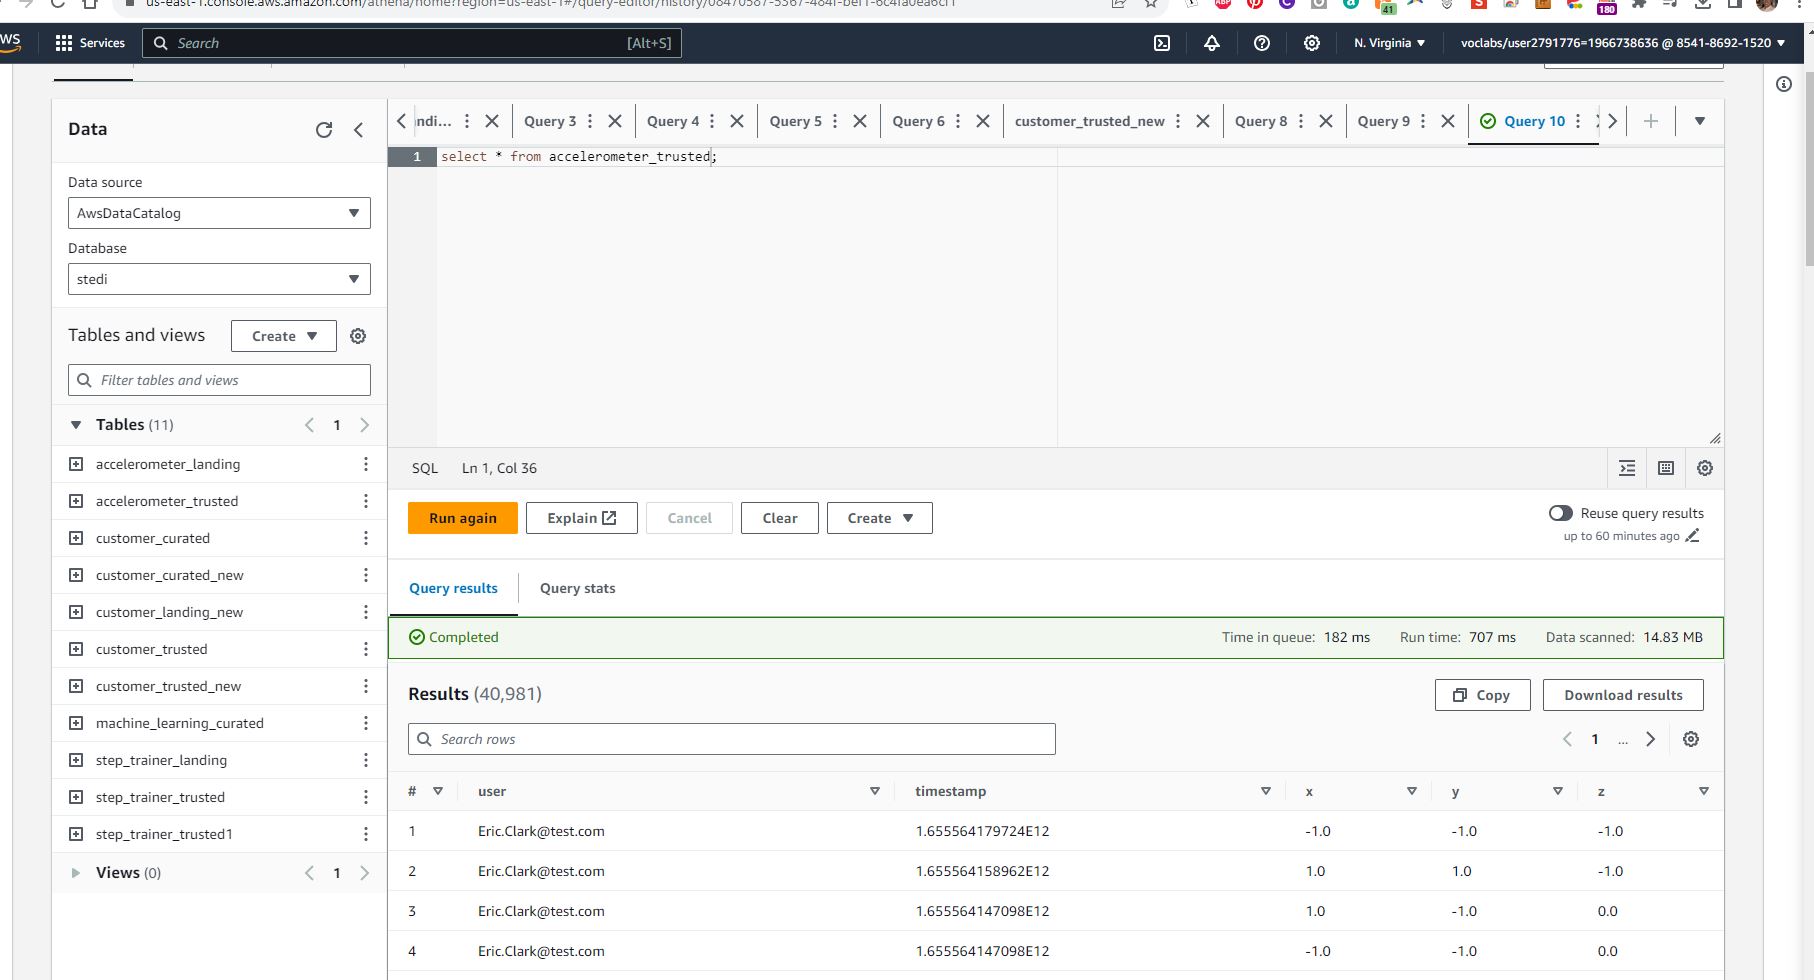 us-east-1.console.aws.amazon.com/athena/home?region=us-east-1#/query-editor/history/
41
180
Services
Search
[Alt+S]
N. Virginia
voclabs/user2791776=1966738636 @ 8541-8692-1520
Data
Data source
AwsDataCatalog
Database
stedi
Tables and views
Create
Filter tables and views
Tables (11)
1
accelerometer_landing
accelerometer_trusted
customer_curated
customer_curated_new
customer_landing_new
customer_trusted
customer_trusted_new
machine_learning_curated
step_trainer_landing
step_trainer_trusted
step_trainer_trusted1
Views (0)
1
ndi...
Query 3
Query 4
Query 5
Query 6
customer_trusted_new
Query 8
Query 9
Query 10
1 select * from accelerometer_trusted;
SQL Ln 1, Col 36
Run again
Explain
Cancel
Clear
Create
Reuse query results
up to 60 minutes ago
Query results
Query stats
Completed
Time in queue: 182 ms Run time: 707 ms Data scanned: 14.83 MB
Results (40,981)
Copy
Download results
Search rows
1 ...
# user timestamp x y z
1 Eric.Clark@test.com 1.655564179724E12 -1.0 -1.0 -1.0
2 Eric.Clark@test.com 1.655564158962E12 1.0 1.0 -1.0
3 Eric.Clark@test.com 1.655564147098E12 1.0 -1.0 0.0
4 Eric.Clark@test.com 1.655564147098E12 -1.0 -1.0 0.0